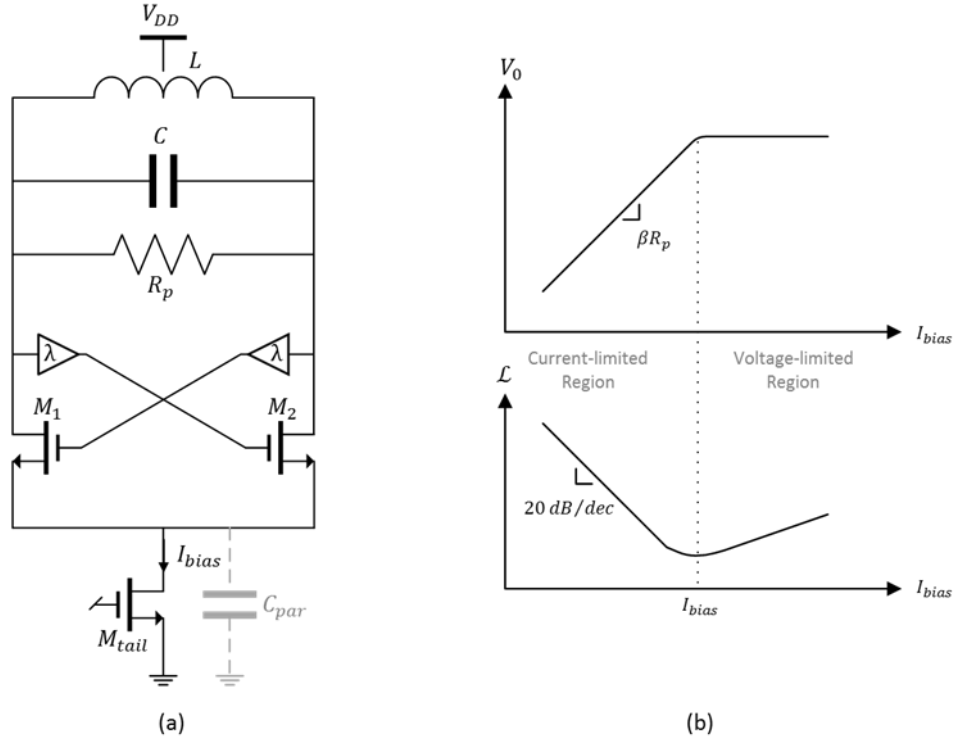 V_DD
L
C
R_p
λ
λ
M_1
M_2
I_bias
C_par
M_tail
(a)
V_0
βR_p
I_bias
Current-limited
Region
Voltage-limited
Region
ℒ
20 dB/dec
I_bias
I_bias
(b)